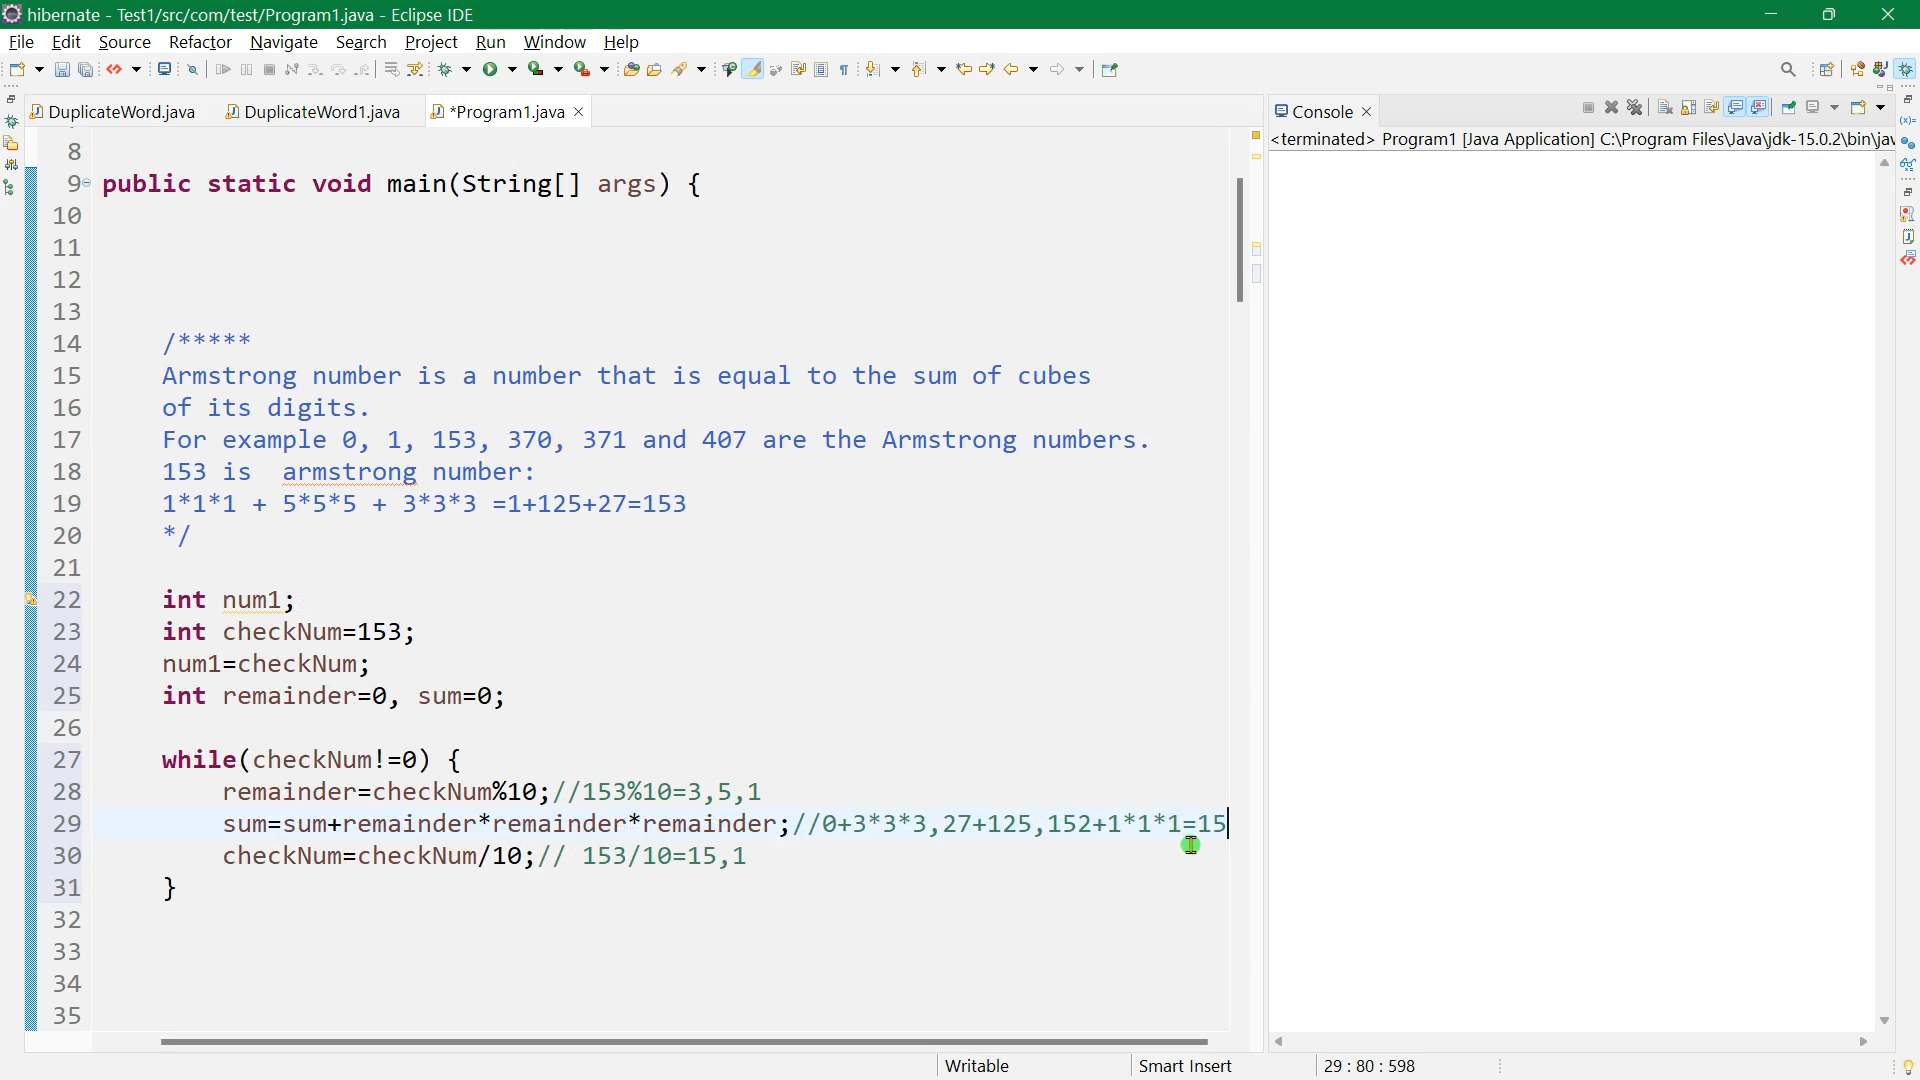 hibernate - Test1/src/com/test/Program1.java - Eclipse IDE
File Edit Source Refactor Navigate Search Project Run Window Help
DuplicateWord.java DuplicateWord1.java *Program1.java
Console
<terminated> Program1 [Java Application] C:\Program Files\Java\jdk-15.0.2\bin\jav
8
9 public static void main(String[] args) {
10
11
12
13
14 /*****
15 Armstrong number is a number that is equal to the sum of cubes
16 of its digits.
17 For example 0, 1, 153, 370, 371 and 407 are the Armstrong numbers.
18 153 is  armstrong number:
19 1*1*1 + 5*5*5 + 3*3*3 =1+125+27=153
20 */
21
22 int num1;
23 int checkNum=153;
24 num1=checkNum;
25 int remainder=0, sum=0;
26
27 while(checkNum!=0) {
28 remainder=checkNum%10;//153%10=3,5,1
29 sum=sum+remainder*remainder*remainder;//0+3*3*3,27+125,152+1*1*1=15
30 checkNum=checkNum/10;// 153/10=15,1
31 }
32
33
34
35
Writable Smart Insert 29 : 80 : 598